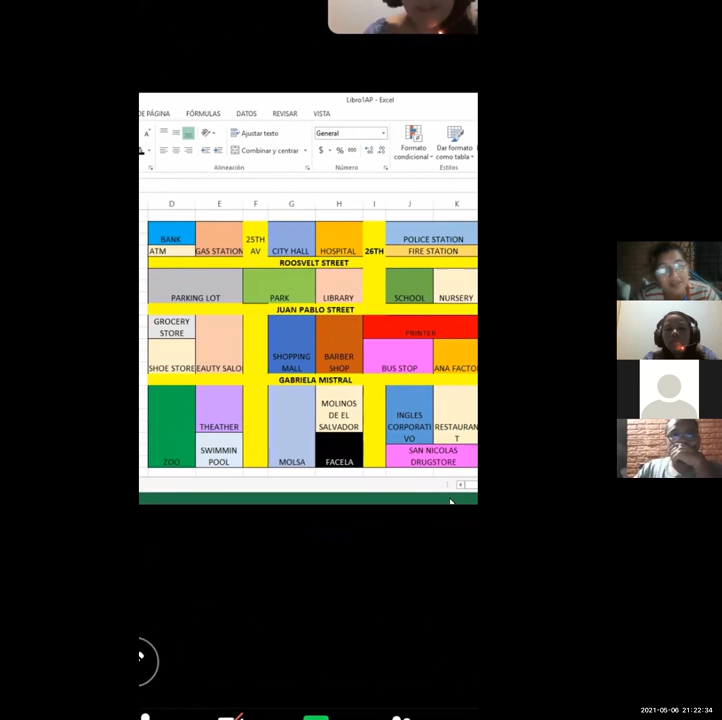 Libro1AP - Excel
DE PÁGINA FÓRMULAS DATOS REVISAR VISTA
Ajustar texto General
Combinar y centrar $ % 000 Formato condicional Dar formato como tabla
Alineación Número Estilos
D E F G H I J K
BANK 25TH AV POLICE STATION
ATM GAS STATION CITY HALL HOSPITAL 26TH FIRE STATION
ROOSVELT STREET
PARKING LOT PARK LIBRARY SCHOOL NURSERY
JUAN PABLO STREET
GROCERY STORE PRINTER
SHOE STORE EAUTY SALO SHOPPING MALL BARBER SHOP BUS STOP ANA FACTO
GABRIELA MISTRAL
THEATHER MOLINOS DE EL SALVADOR INGLES CORPORATI VO RESTAURAN T
ZOO SWIMMIN POOL MOLSA FACELA SAN NICOLAS DRUGSTORE
2021-05-06 21:22:34